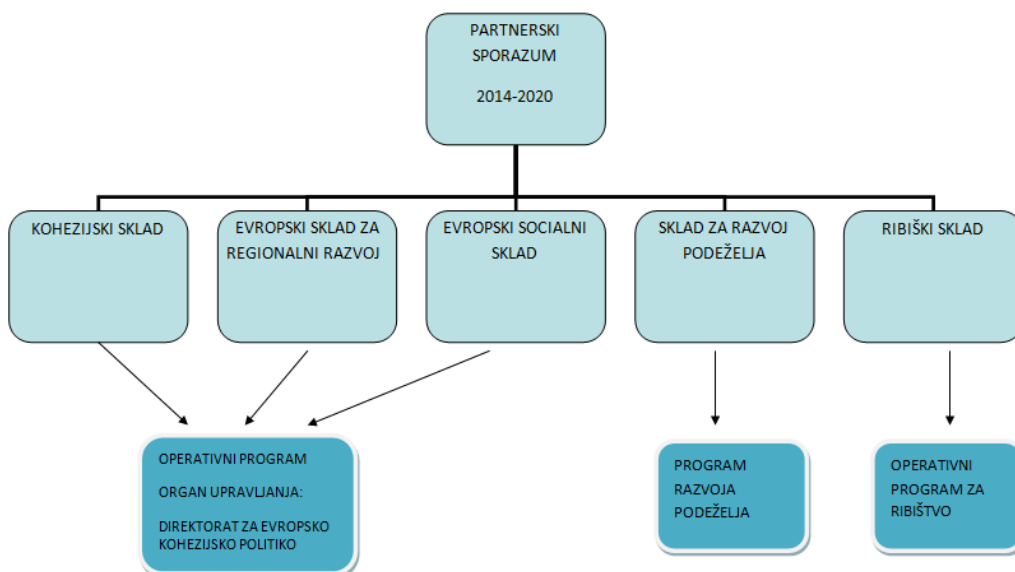 PARTNERSKI
SPORAZUM
2014-2020
KOHEZIJSKI SKLAD
EVROPSKI SKLAD ZA
REGIONALNI RAZVOJ
EVROPSKI SOCIALNI
SKLAD
SKLAD ZA RAZVOJ
PODEŽELJA
RIBIŠKI SKLAD
OPERATIVNI PROGRAM
ORGAN UPRAVLJANJA:
DIREKTORAT ZA EVROPSKO
KOHEZIJSKO POLITIKO
PROGRAM
RAZVOJA
PODEŽELJA
OPERATIVNI
PROGRAM ZA
RIBIŠTVO